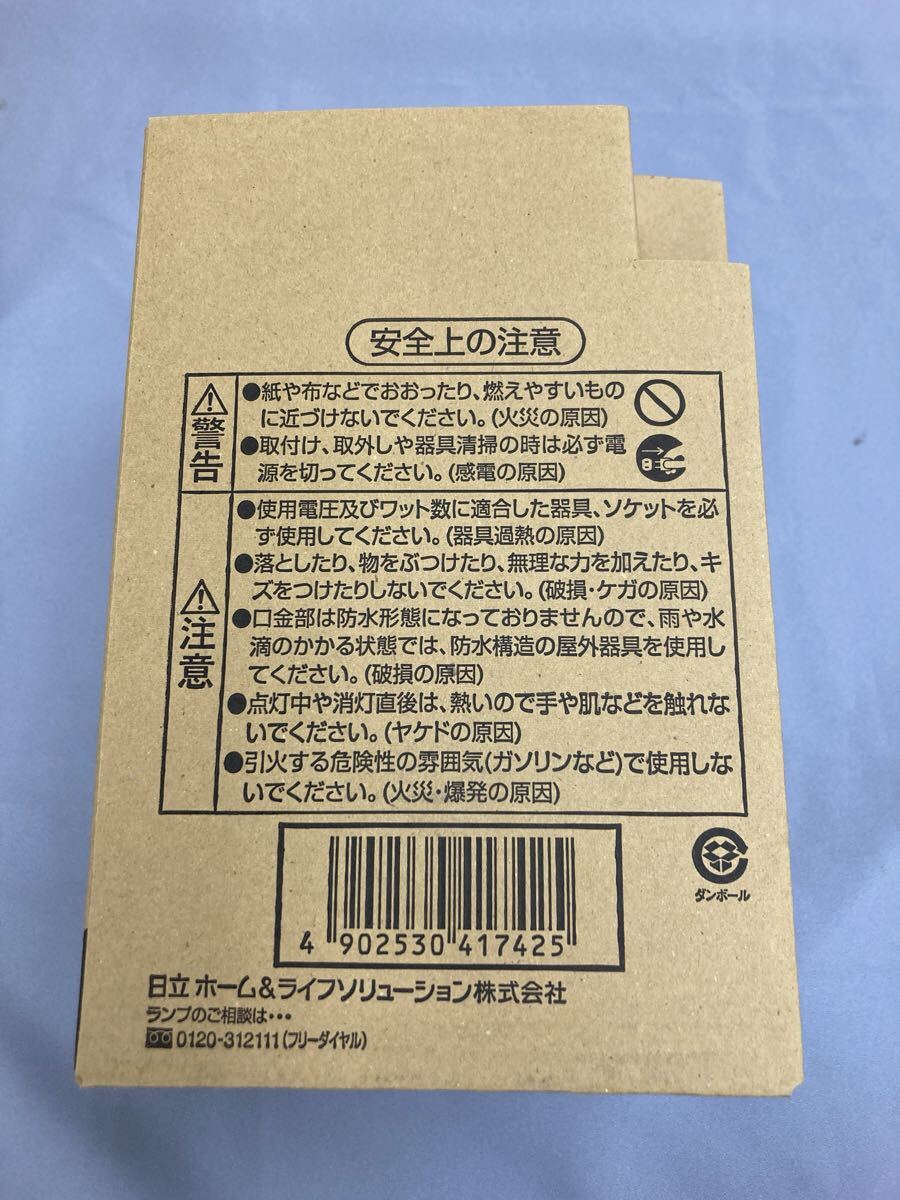 安全上の注意
警告
●紙や布などでおおったり、燃えやすいもの
に近づけないでください。(火災の原因)
●取付け、取外しや器具清掃の時は必ず電
源を切ってください。(感電の原因)
注意
●使用電圧及びワット数に適合した器具、ソケットを必
ず使用してください。(器具過熱の原因)
●落としたり、物をぶつけたり、無理な力を加えたり、キ
ズをつけたりしないでください。(破損・ケガの原因)
●口金部は防水形態になっておりませんので、雨や水
滴のかかる状態では、防水構造の屋外器具を使用し
てください。(破損の原因)
●点灯中や消灯直後は、熱いので手や肌などを触れな
いでください。(ヤケドの原因)
●引火する危険性の雰囲気(ガソリンなど)で使用しな
いでください。(火災・爆発の原因)
4 902530 417425
ダンボール
日立 ホーム&ライフソリューション株式会社
ランプのご相談は・・・
0120-312111(フリーダイヤル)